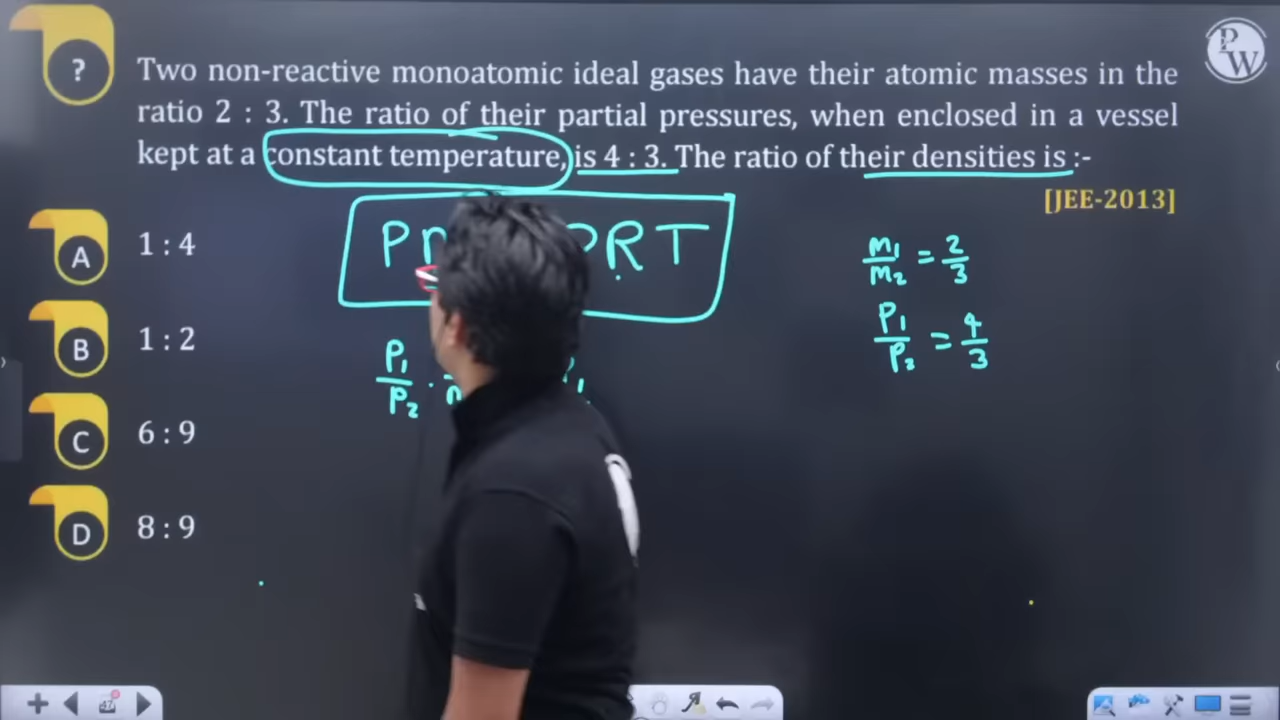 ?
Two non-reactive monoatomic ideal gases have their atomic masses in the
ratio 2 : 3. The ratio of their partial pressures, when enclosed in a vessel
kept at a constant temperature, is 4 : 3. The ratio of their densities is :-
[JEE-2013]
PW
A 1 : 4
B 1 : 2
C 6 : 9
D 8 : 9
RT
M₁/M₂ = 2/3
P₁/P₂ = 4/3
P₁/P₂ ·
47